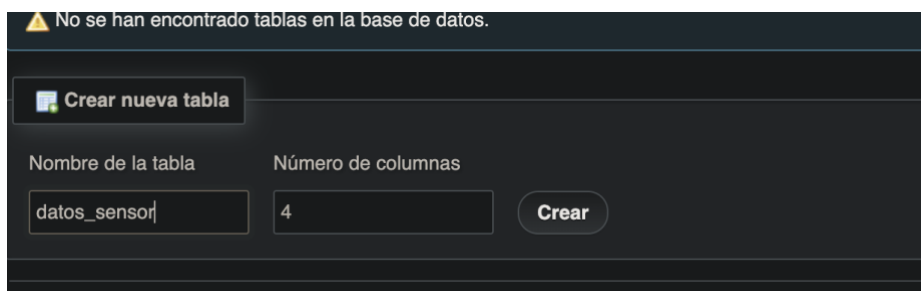 No se han encontrado tablas en la base de datos.
Crear nueva tabla
Nombre de la tabla Número de columnas
datos_sensor 4 Crear